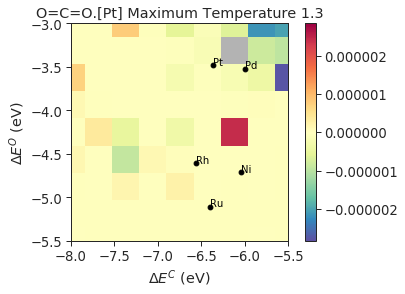 O=C=O.[Pt] Maximum Temperature 1.3
−3.0
−3.5
−4.0
−4.5
−5.0
−5.5
ΔE^O (eV)
Pt
Pd
Rh
Ni
Ru
−8.0 −7.5 −7.0 −6.5 −6.0 −5.5
ΔE^C (eV)
0.000002
0.000001
0.000000
−0.000001
−0.000002